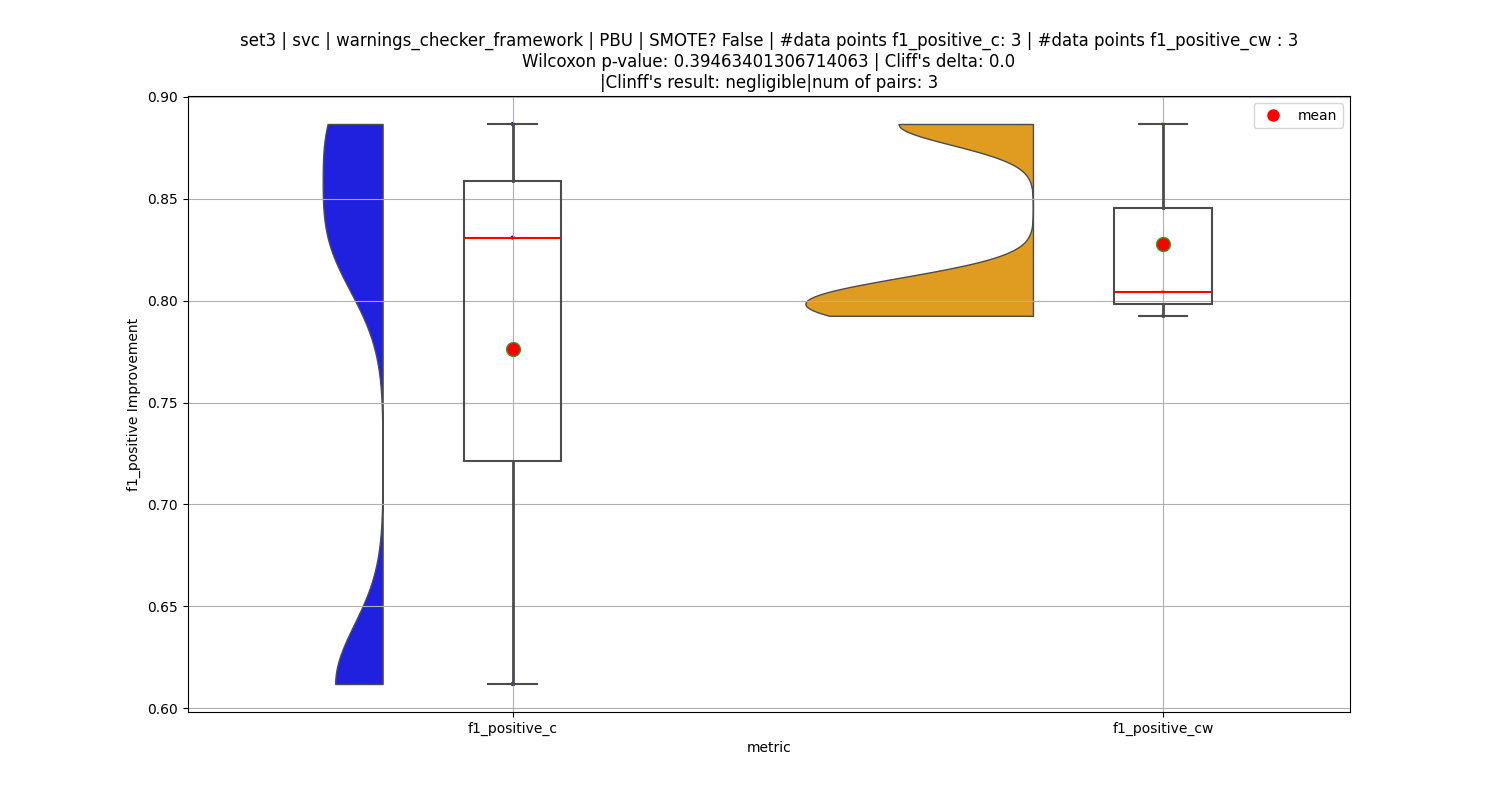 set3 | svc | warnings_checker_framework | PBU | SMOTE? False | #data points f1_positive_c: 3 | #data points f1_positive_cw : 3
Wilcoxon p-value: 0.39463401306714063 | Cliff's delta: 0.0
|Clinff's result: negligible|num of pairs: 3
mean
0.90
0.85
0.80
0.75
0.70
0.65
0.60
f1_positive Improvement
f1_positive_c
f1_positive_cw
metric